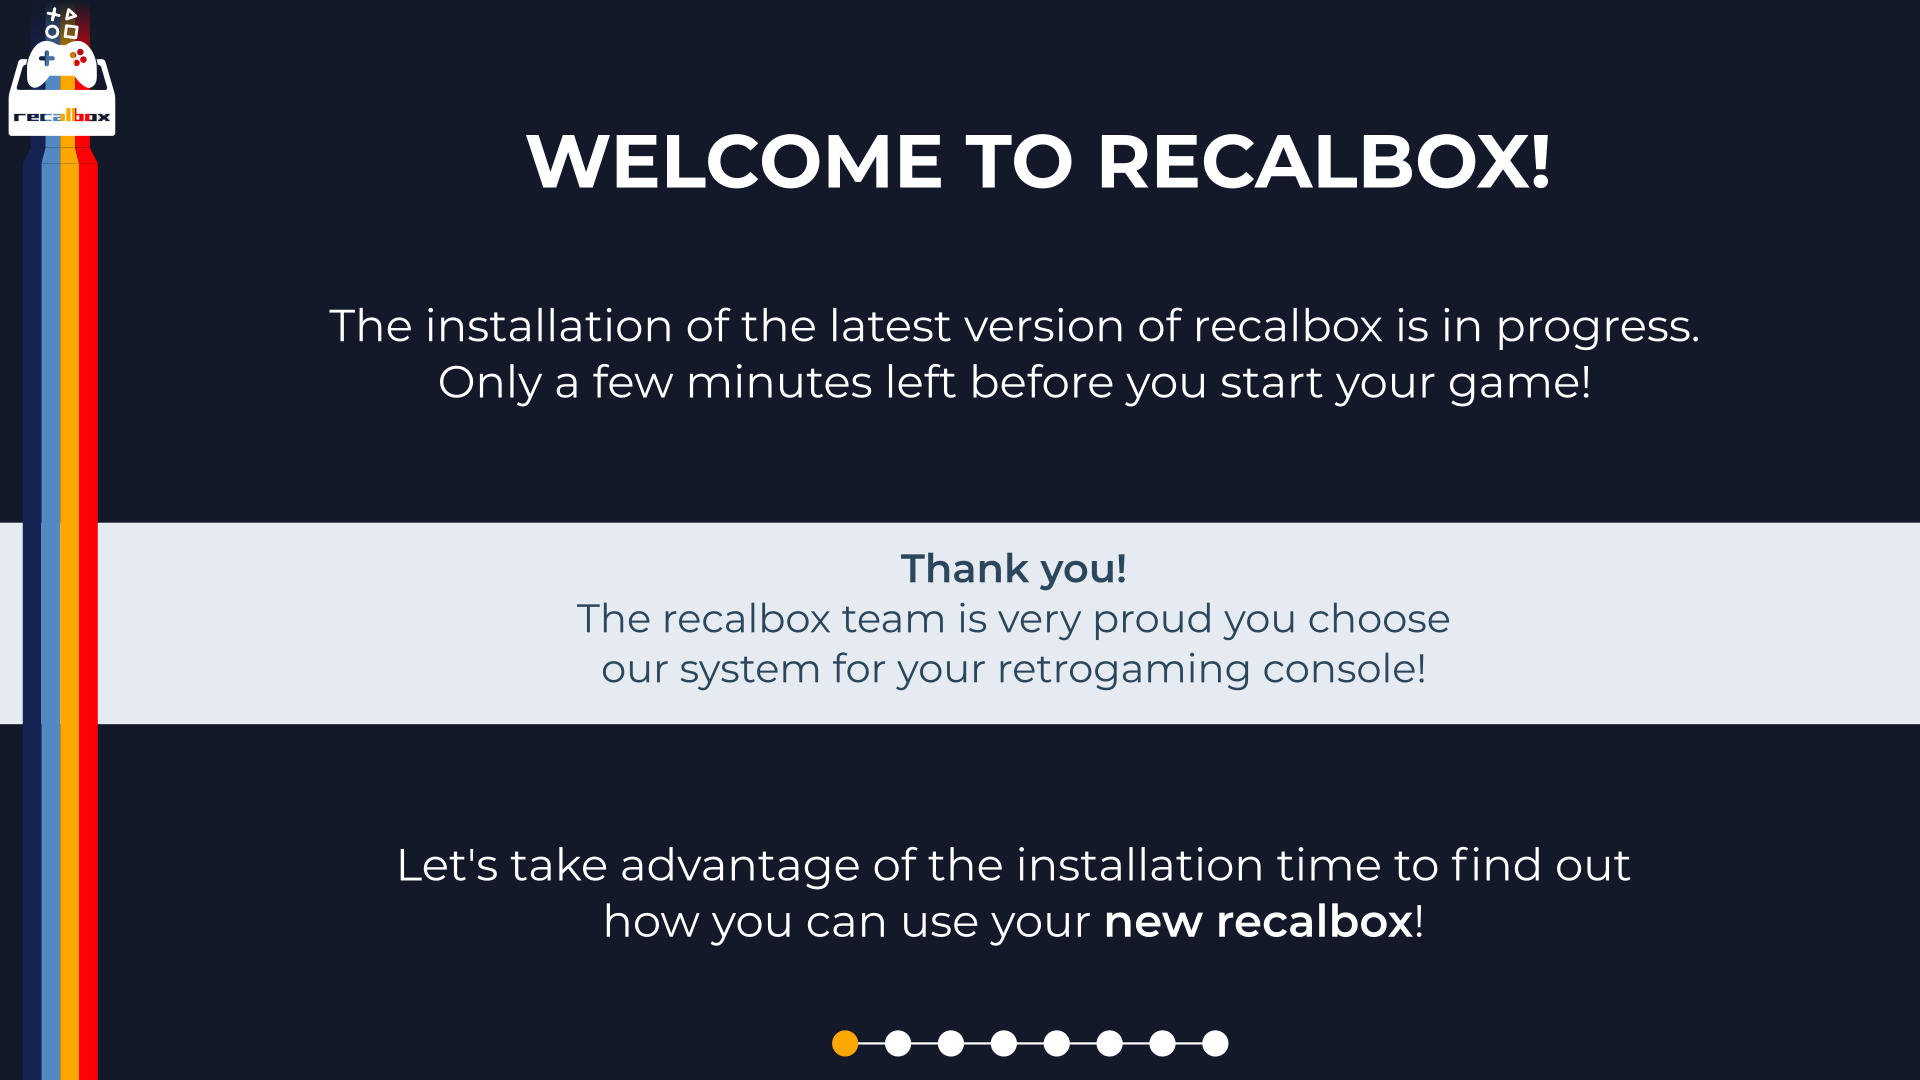 recalbox
WELCOME TO RECALBOX!
The installation of the latest version of recalbox is in progress.
Only a few minutes left before you start your game!
Thank you!
The recalbox team is very proud you choose
our system for your retrogaming console!
Let's take advantage of the installation time to find out
how you can use your new recalbox!